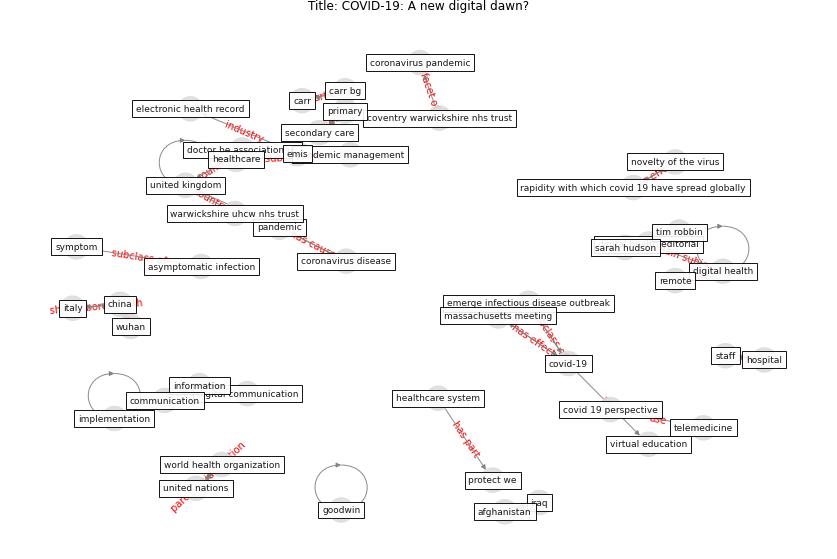 Title: COVID-19: A new digital dawn?
coronavirus pandemic
carr bg
carr
electronic health record
primary
coventry warwickshire nhs trust
secondary care
industry
doctor be association
emis
healthcare
united kingdom
novelty of the virus
rapidity with which covid 19 have spread globally
warwickshire uhcw nhs trust
pandemic
has cause
coronavirus disease
tim robbin
editorial
sarah hudson
digital health
remote
symptom
asymptomatic infection
emerge infectious disease outbreak
massachusetts meeting
has effect
italy
china
wuhan
covid-19
staff
hospital
information
communication
implementation
healthcare system
covid 19 perspective
use
telemedicine
virtual education
has part
world health organization
united nations
protect we
iraq
afghanistan
goodwin